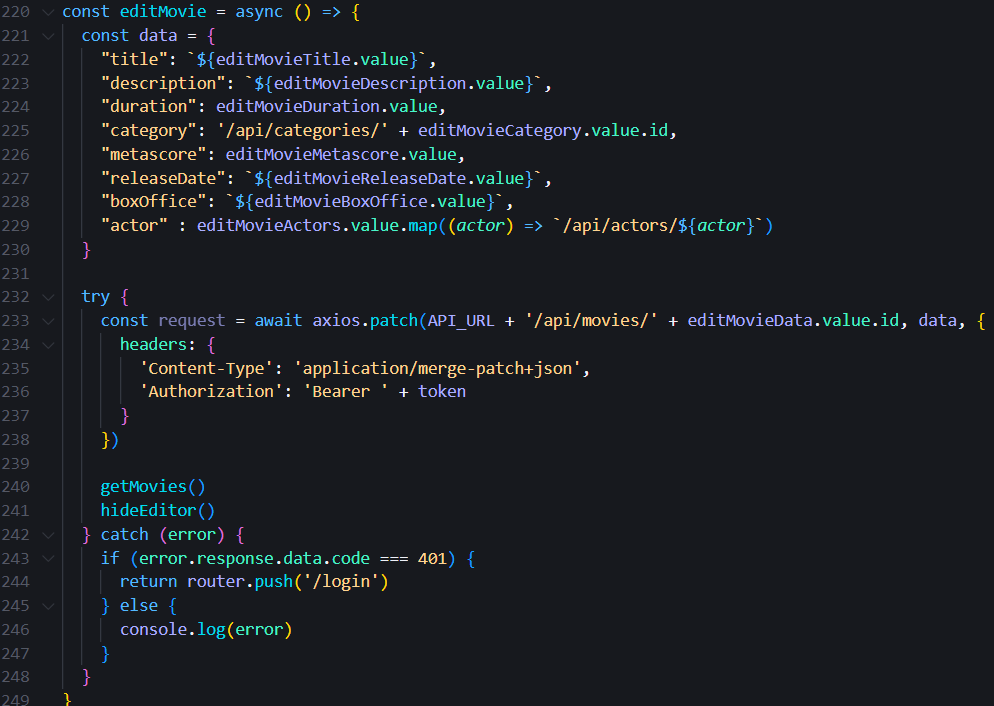 220 const editMovie = async () => {
221 const data = {
222 "title": `${editMovieTitle.value}`,
223 "description": `${editMovieDescription.value}`,
224 "duration": editMovieDuration.value,
225 "category": '/api/categories/' + editMovieCategory.value.id,
226 "metascore": editMovieMetascore.value,
227 "releaseDate": `${editMovieReleaseDate.value}`,
228 "boxOffice": `${editMovieBoxOffice.value}`,
229 "actor" : editMovieActors.value.map((actor) => `/api/actors/${actor}`)
230 }
231
232 try {
233 const request = await axios.patch(API_URL + '/api/movies/' + editMovieData.value.id, data, {
234 headers: {
235 'Content-Type': 'application/merge-patch+json',
236 'Authorization': 'Bearer ' + token
237 }
238 })
239
240 getMovies()
241 hideEditor()
242 } catch (error) {
243 if (error.response.data.code === 401) {
244 return router.push('/login')
245 } else {
246 console.log(error)
247 }
248 }
249 }